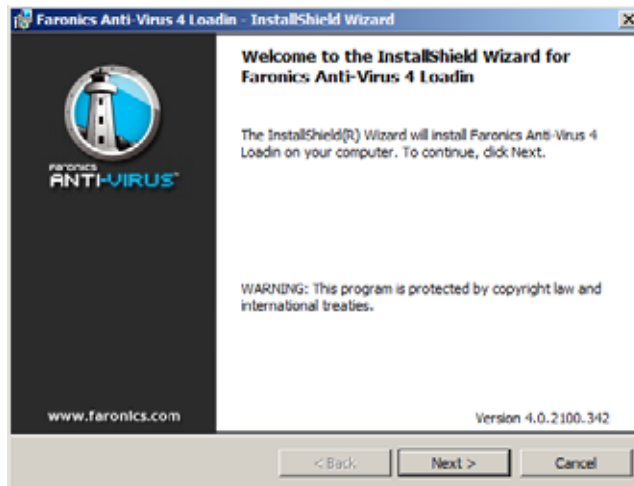 Faronics Anti-Virus 4 Loadin - InstallShield Wizard
Welcome to the InstallShield Wizard for
Faronics Anti-Virus 4 Loadin
The InstallShield(R) Wizard will install Faronics Anti-Virus 4
Loadin on your computer. To continue, click Next.
FARONICS
ANTI-VIRUS
WARNING: This program is protected by copyright law and
international treaties.
www.faronics.com
Version 4.0.2100.342
< Back
Next >
Cancel